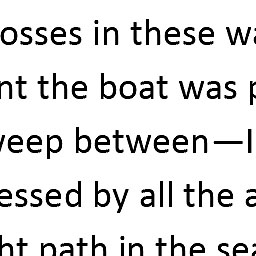 osses in these wa
nt the boat was p
weep between—I
essed by all the a
ht path in the sea